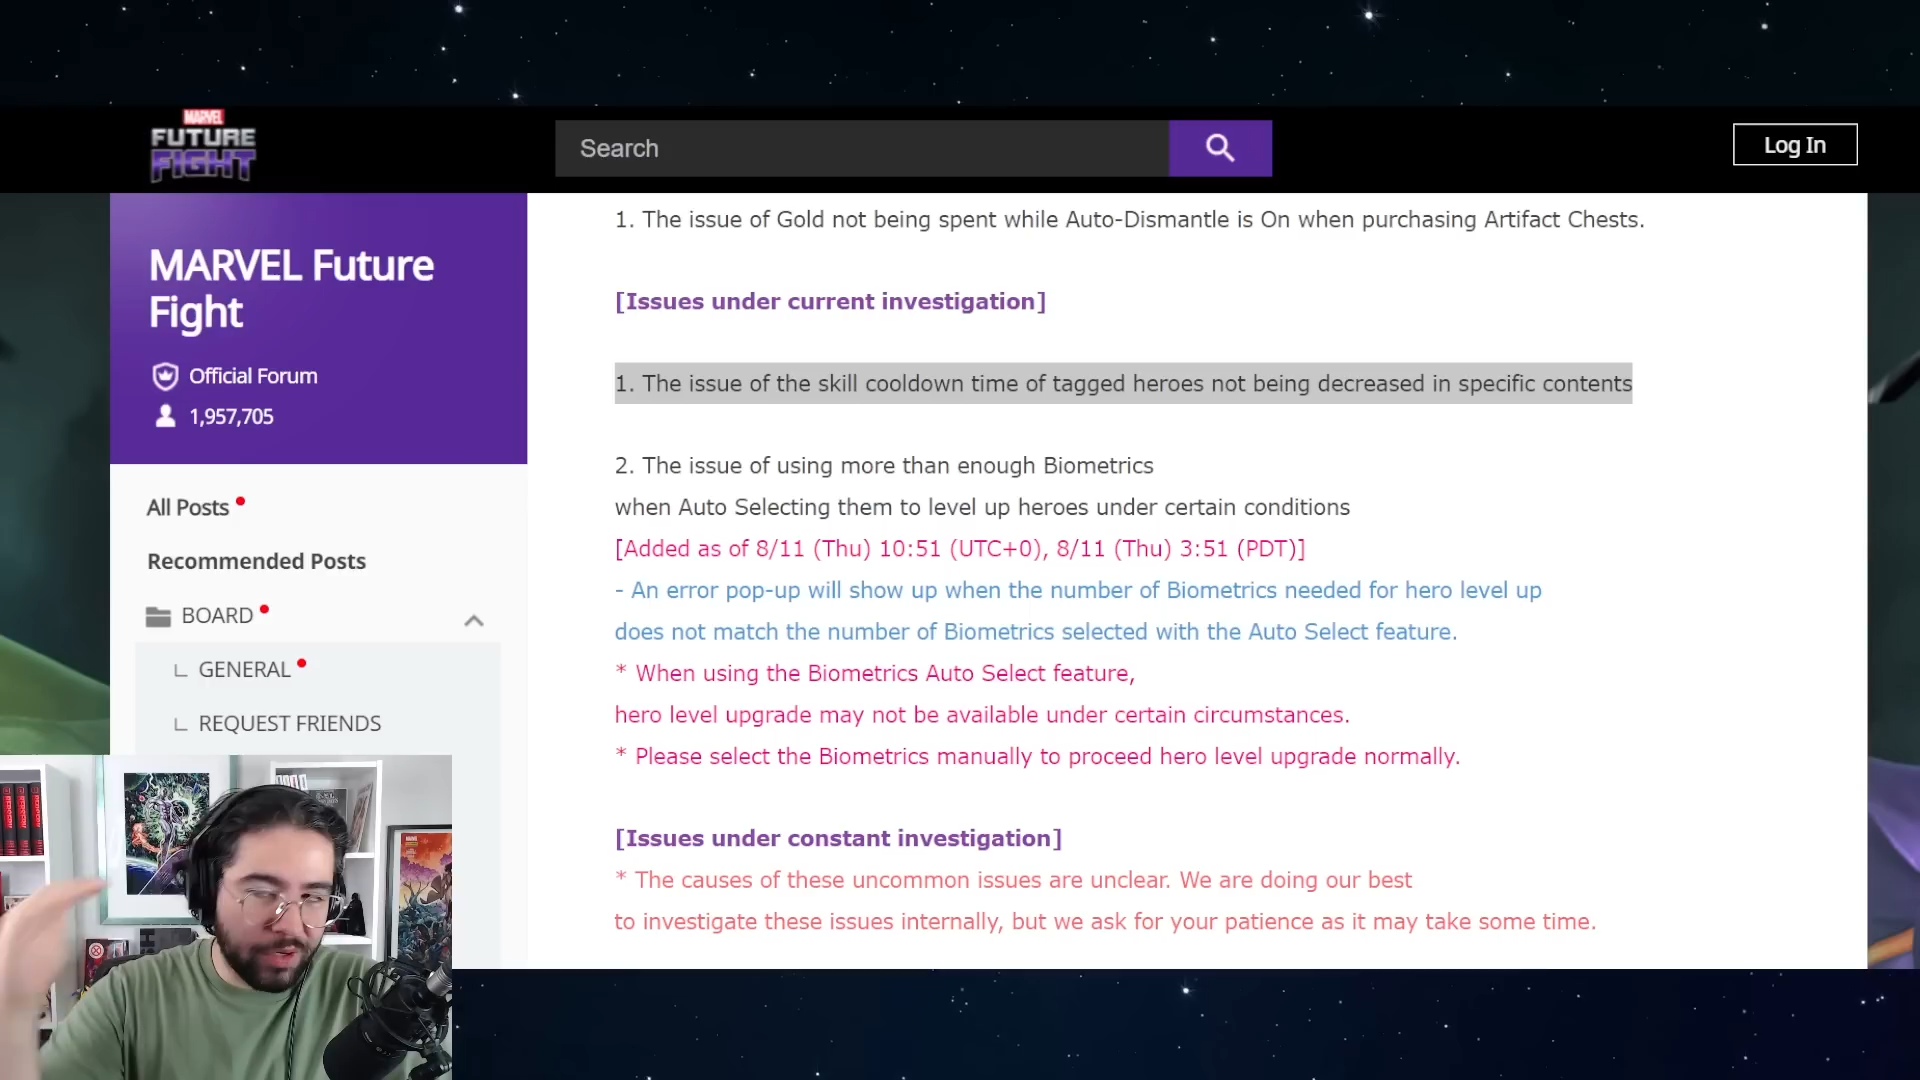 MARVEL
FUTURE
FIGHT
Search
Log In
MARVEL Future
Fight
Official Forum
1,957,705
All Posts
Recommended Posts
BOARD
GENERAL
REQUEST FRIENDS
1. The issue of Gold not being spent while Auto-Dismantle is On when purchasing Artifact Chests.
[Issues under current investigation]
1. The issue of the skill cooldown time of tagged heroes not being decreased in specific contents
2. The issue of using more than enough Biometrics
when Auto Selecting them to level up heroes under certain conditions
[Added as of 8/11 (Thu) 10:51 (UTC+0), 8/11 (Thu) 3:51 (PDT)]
- An error pop-up will show up when the number of Biometrics needed for hero level up
does not match the number of Biometrics selected with the Auto Select feature.
* When using the Biometrics Auto Select feature,
hero level upgrade may not be available under certain circumstances.
* Please select the Biometrics manually to proceed hero level upgrade normally.
[Issues under constant investigation]
* The causes of these uncommon issues are unclear. We are doing our best
to investigate these issues internally, but we ask for your patience as it may take some time.